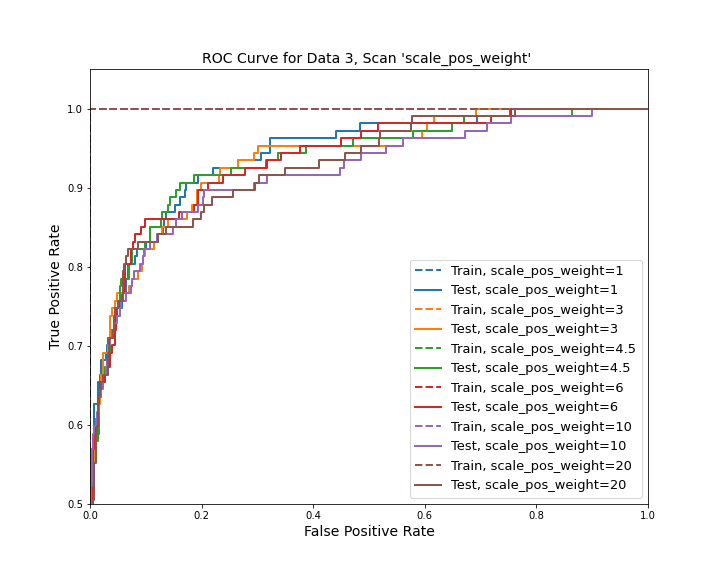 ROC Curve for Data 3, Scan 'scale_pos_weight'
True Positive Rate
1.0
0.9
0.8
0.7
0.6
0.5
0.0
0.2
0.4
0.6
0.8
1.0
False Positive Rate
Train, scale_pos_weight=1
Test, scale_pos_weight=1
Train, scale_pos_weight=3
Test, scale_pos_weight=3
Train, scale_pos_weight=4.5
Test, scale_pos_weight=4.5
Train, scale_pos_weight=6
Test, scale_pos_weight=6
Train, scale_pos_weight=10
Test, scale_pos_weight=10
Train, scale_pos_weight=20
Test, scale_pos_weight=20